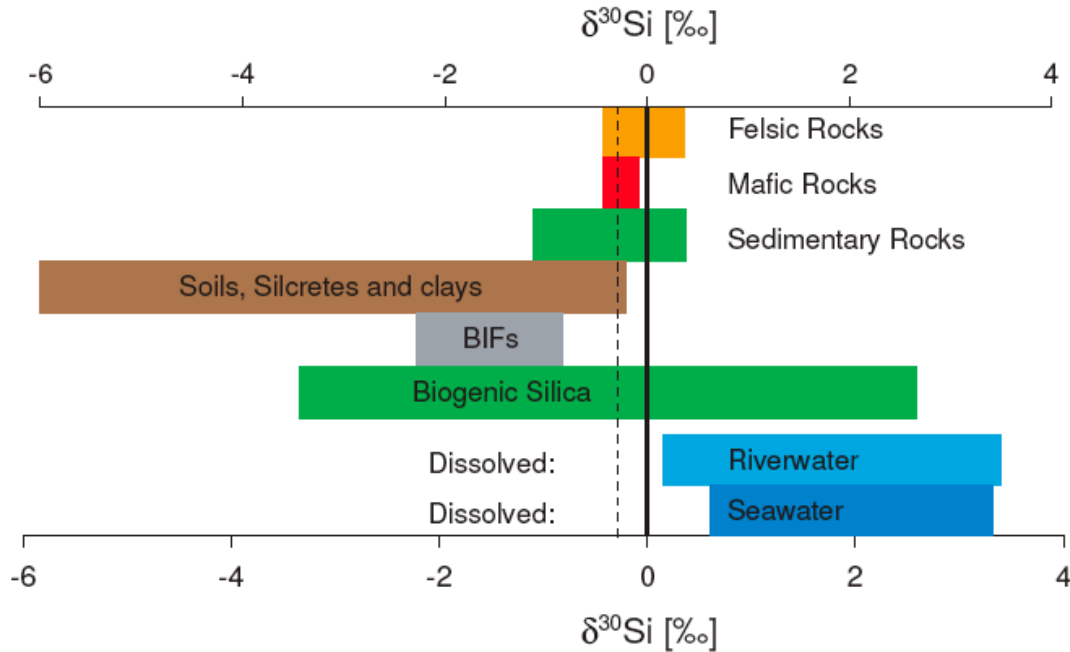 δ³⁰Si [‰]
-6 -4 -2 0 2 4
Felsic Rocks
Mafic Rocks
Sedimentary Rocks
Soils, Silcretes and clays
BIFs
Biogenic Silica
Dissolved: Riverwater
Dissolved: Seawater
-6 -4 -2 0 2 4
δ³⁰Si [‰]